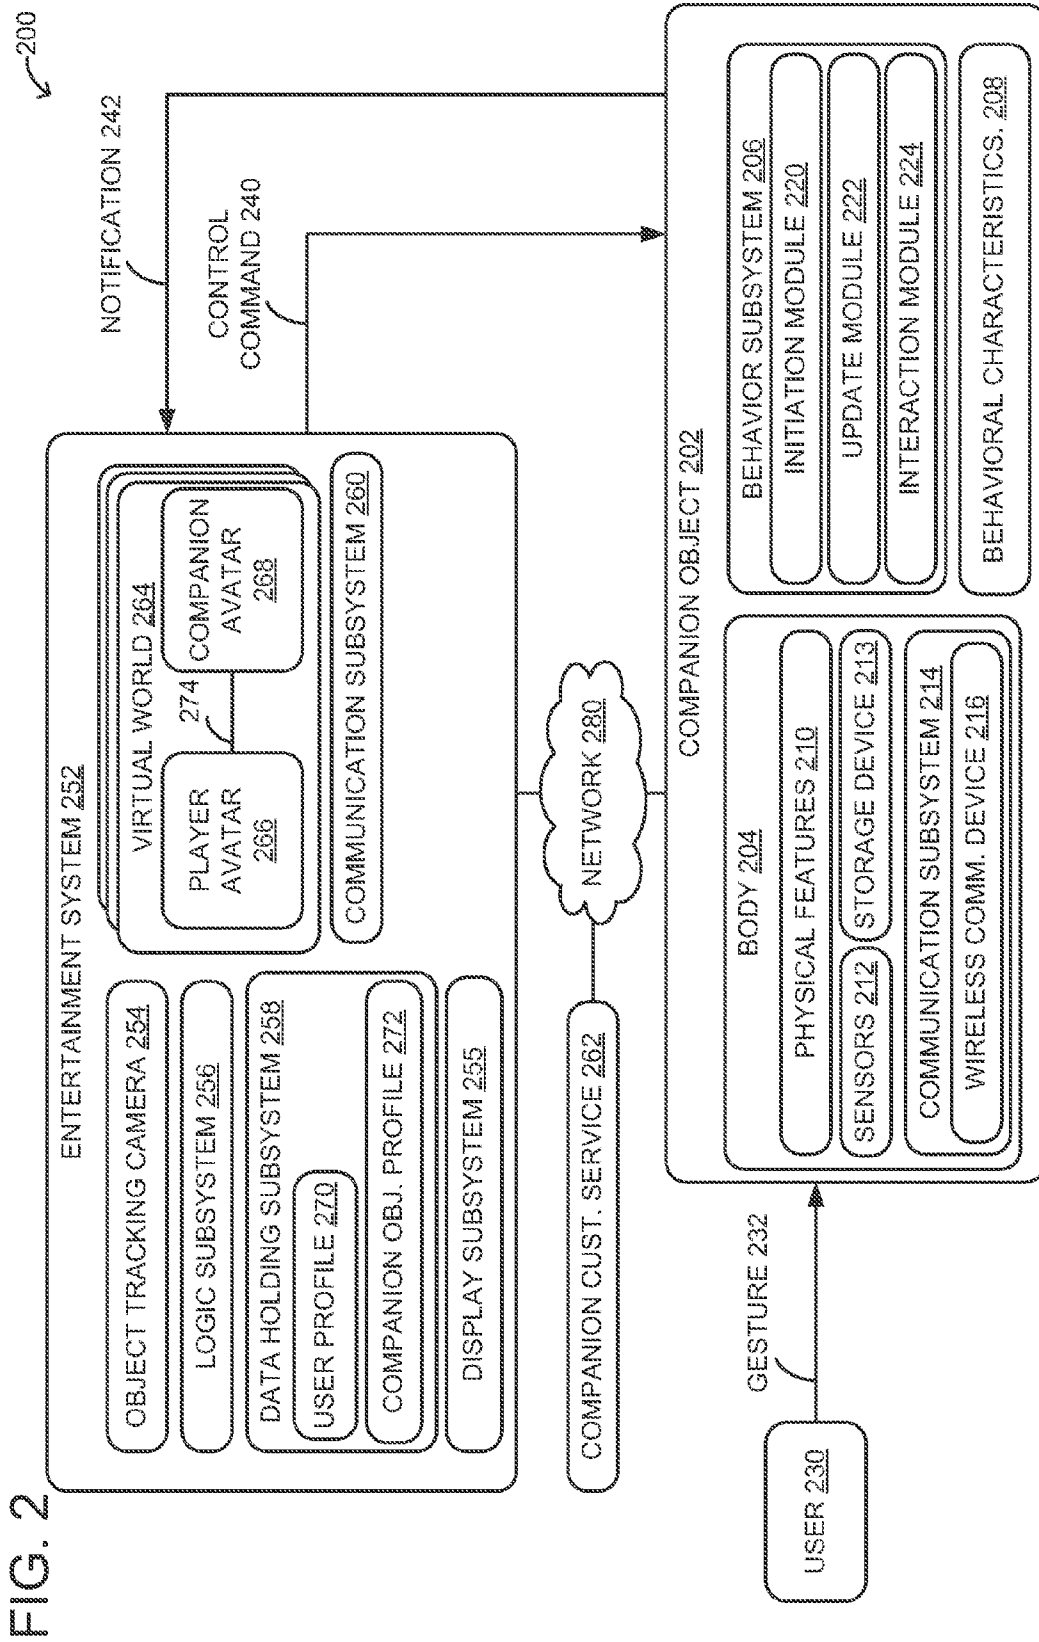 FIG. 2
200
ENTERTAINMENT SYSTEM 252
OBJECT TRACKING CAMERA 254
LOGIC SUBSYSTEM 256
DATA HOLDING SUBSYSTEM 258
USER PROFILE 270
COMPANION OBJ. PROFILE 272
DISPLAY SUBSYSTEM 255
VIRTUAL WORLD 264
PLAYER
AVATAR
266
274
COMPANION
AVATAR
268
COMMUNICATION SUBSYSTEM 260
NOTIFICATION 242
CONTROL
COMMAND 240
COMPANION CUST. SERVICE 262
NETWORK 280
USER 230
GESTURE 232
COMPANION OBJECT 202
BODY 204
PHYSICAL FEATURES 210
SENSORS 212
STORAGE DEVICE 213
COMMUNICATION SUBSYSTEM 214
WIRELESS COMM. DEVICE 216
BEHAVIOR SUBSYSTEM 206
INITIATION MODULE 220
UPDATE MODULE 222
INTERACTION MODULE 224
BEHAVIORAL CHARACTERISTICS. 208